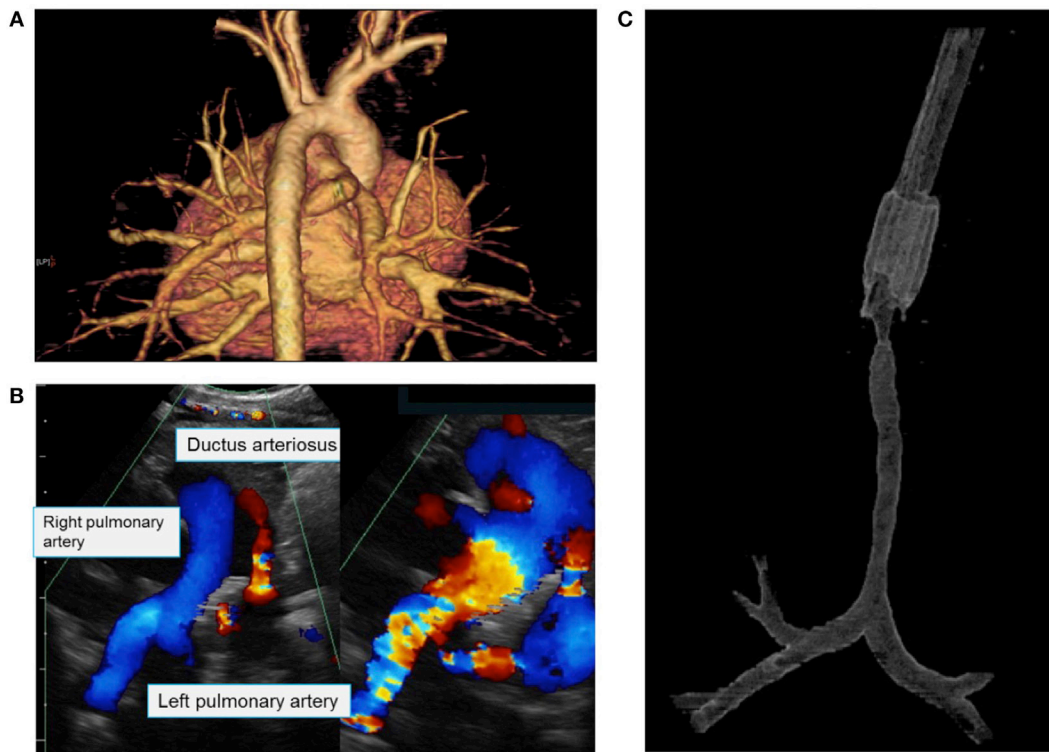 A
B
Ductus arteriosus
Right pulmonary
artery
Left pulmonary artery
C